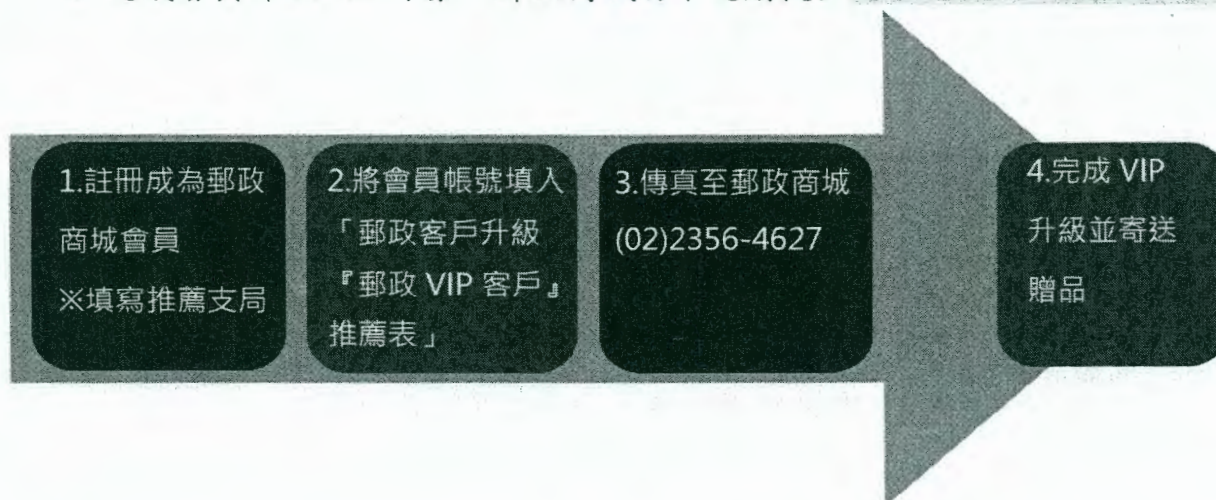 1.註冊成為郵政
商城會員
※填寫推薦支局
2.將會員帳號填入
「郵政客戶升級
『郵政 VIP 客戶』
推薦表」
3.傳真至郵政商城
(02)2356-4627
4.完成 VIP
升級並寄送
贈品